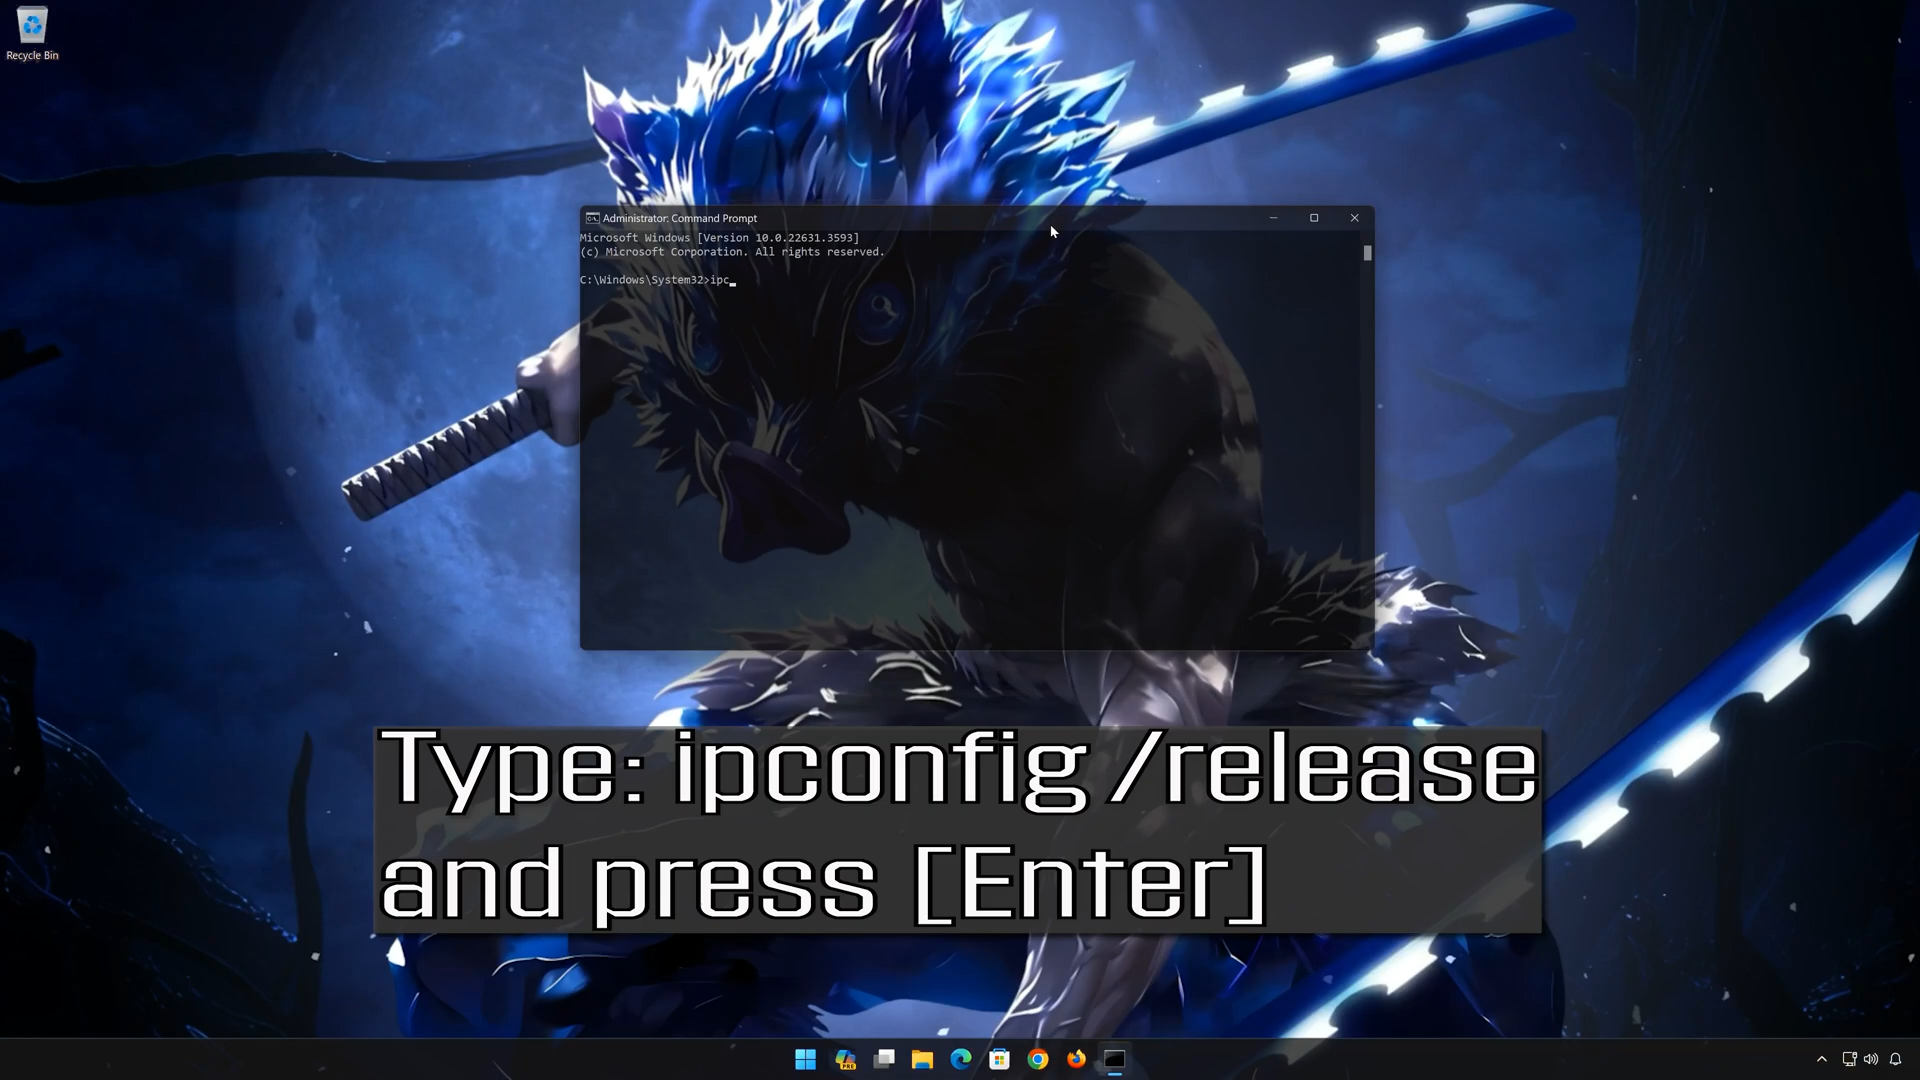 Recycle Bin
Administrator: Command Prompt
Microsoft Windows [Version 10.0.22631.3593]
(c) Microsoft Corporation. All rights reserved.
C:\Windows\System32>ipc
Type: ipconfig /release
and press [Enter]
PRE